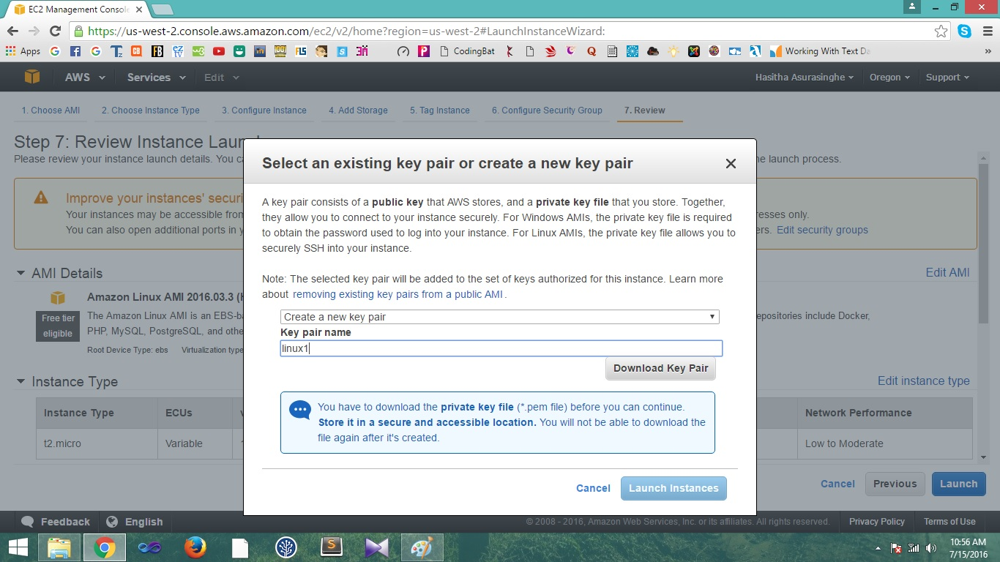 EC2 Management Console
https://us-west-2.console.aws.amazon.com/ec2/v2/home?region=us-west-2#LaunchInstanceWizard:
Apps
CodingBat
Working With Text Da
»
AWS Services Edit Hasitha Asurasinghe Oregon Support
1. Choose AMI 2. Choose Instance Type 3. Configure Instance 4. Add Storage 5. Tag Instance 6. Configure Security Group 7. Review
Step 7: Review Instance Laun
Please review your instance launch details. You ca
he launch process.
Improve your instances' securi
Your instances may be accessible from
resses only.
You can also open additional ports in y
ers. Edit security groups
AMI Details
Edit AMI
Amazon Linux AMI 2016.03.3 (H
Free tier
eligible
The Amazon Linux AMI is an EBS-ba
epositories include Docker,
PHP, MySQL, PostgreSQL, and othe
Root Device Type: ebs Virtualization type
Instance Type
Edit instance type
Instance Type ECUs v Network Performance
t2.micro Variable Low to Moderate
Cancel Previous Launch
Select an existing key pair or create a new key pair
A key pair consists of a public key that AWS stores, and a private key file that you store. Together,
they allow you to connect to your instance securely. For Windows AMIs, the private key file is required
to obtain the password used to log into your instance. For Linux AMIs, the private key file allows you to
securely SSH into your instance.
Note: The selected key pair will be added to the set of keys authorized for this instance. Learn more
about removing existing key pairs from a public AMI .
Create a new key pair
Key pair name
linux1
Download Key Pair
You have to download the private key file (*.pem file) before you can continue.
Store it in a secure and accessible location. You will not be able to download the
file again after it's created.
Cancel Launch Instances
Feedback English © 2008 - 2016, Amazon Web Services, Inc. or its affiliates. All rights reserved. Privacy Policy Terms of Use
10:56 AM
7/15/2016